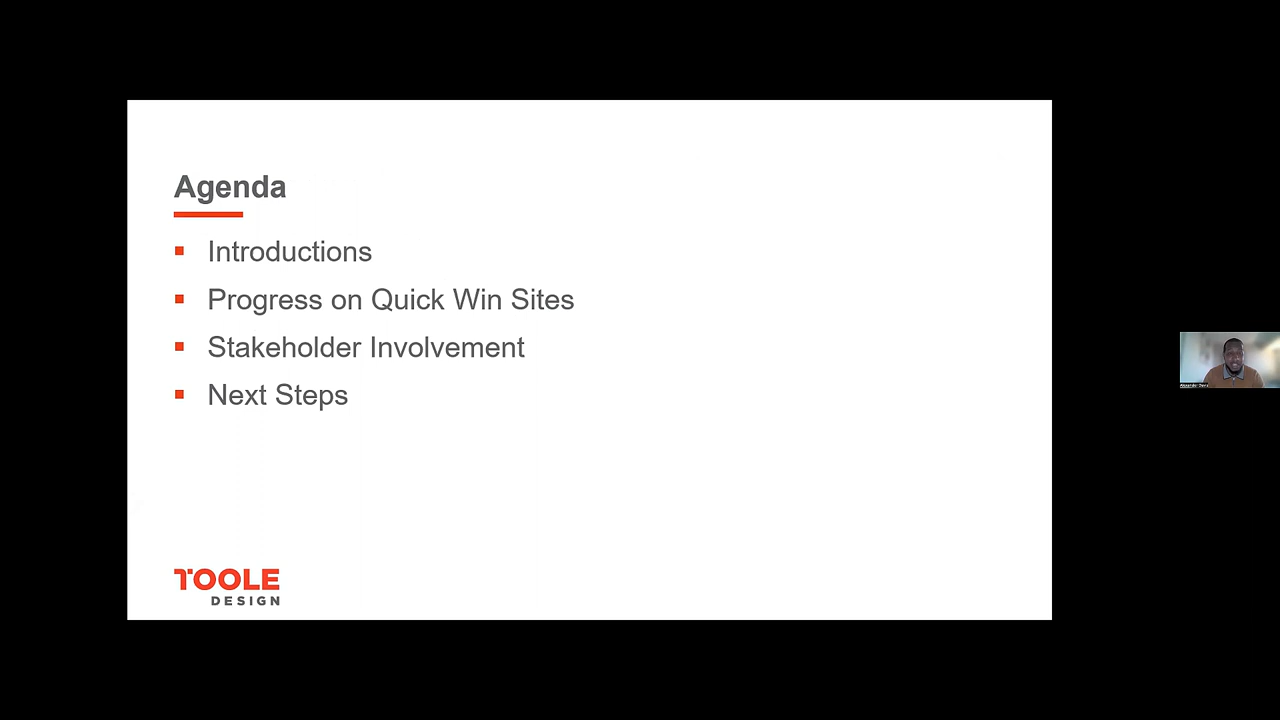 Agenda
Introductions
Progress on Quick Win Sites
Stakeholder Involvement
Next Steps
TOOLE
DESIGN